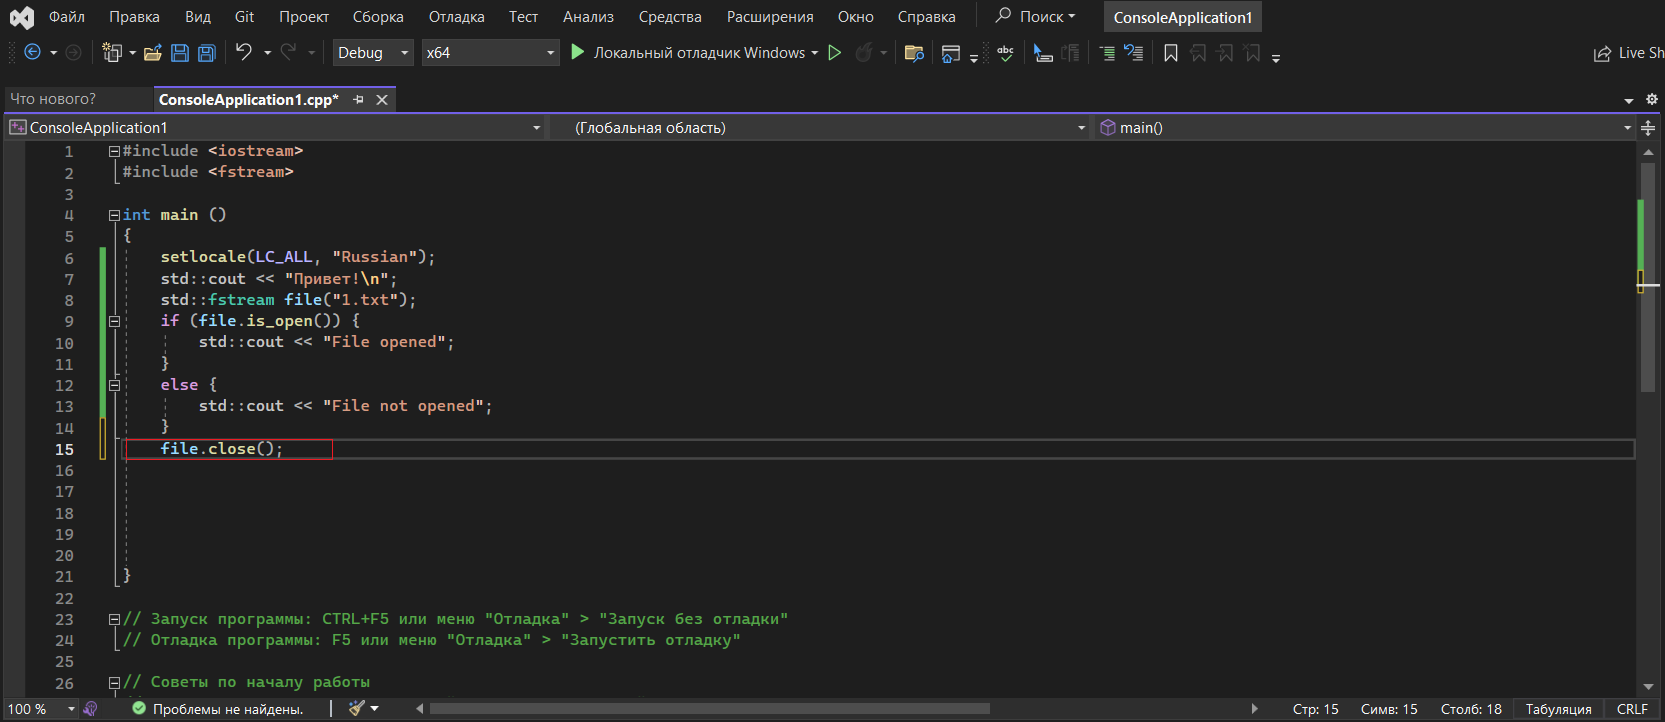 Файл Правка Вид Git Проект Сборка Отладка Тест Анализ Средства Расширения Окно Справка Поиск ConsoleApplication1
Debug x64 Локальный отладчик Windows abc Live Sh
Что нового? ConsoleApplication1.cpp*
ConsoleApplication1 (Глобальная область) main()
1 #include <iostream>
2 #include <fstream>
3
4 int main ()
5 {
6 setlocale(LC_ALL, "Russian");
7 std::cout << "Привет!\n";
8 std::fstream file("1.txt");
9 if (file.is_open()) {
10 std::cout << "File opened";
11 }
12 else {
13 std::cout << "File not opened";
14 }
15 file.close();
16
17
18
19
20
21 }
22
23 // Запуск программы: CTRL+F5 или меню "Отладка" > "Запуск без отладки"
24 // Отладка программы: F5 или меню "Отладка" > "Запустить отладку"
25
26 // Советы по началу работы
100 % Проблемы не найдены. Стр: 15 Симв: 15 Столб: 18 Табуляция CRLF